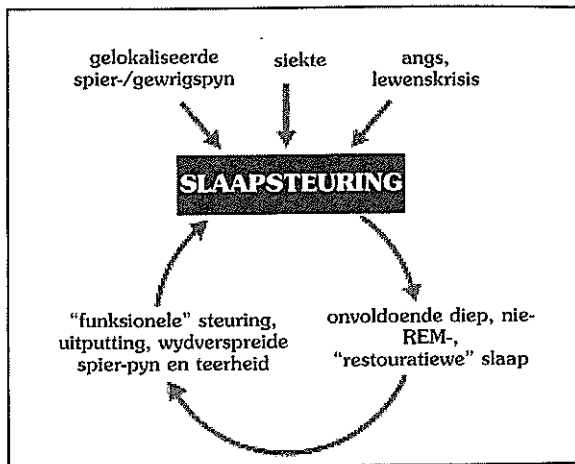 gelokaliseerde
spier-/gewrigspyn
siekte
angs,
lewenskrisis
SLAAPSTEURING
"funksionele" steuring,
uitputting, wydverspreide
spier-pyn en teerheid
onvoldoende diep, nie-
REM-,
"restouratiewe" slaap